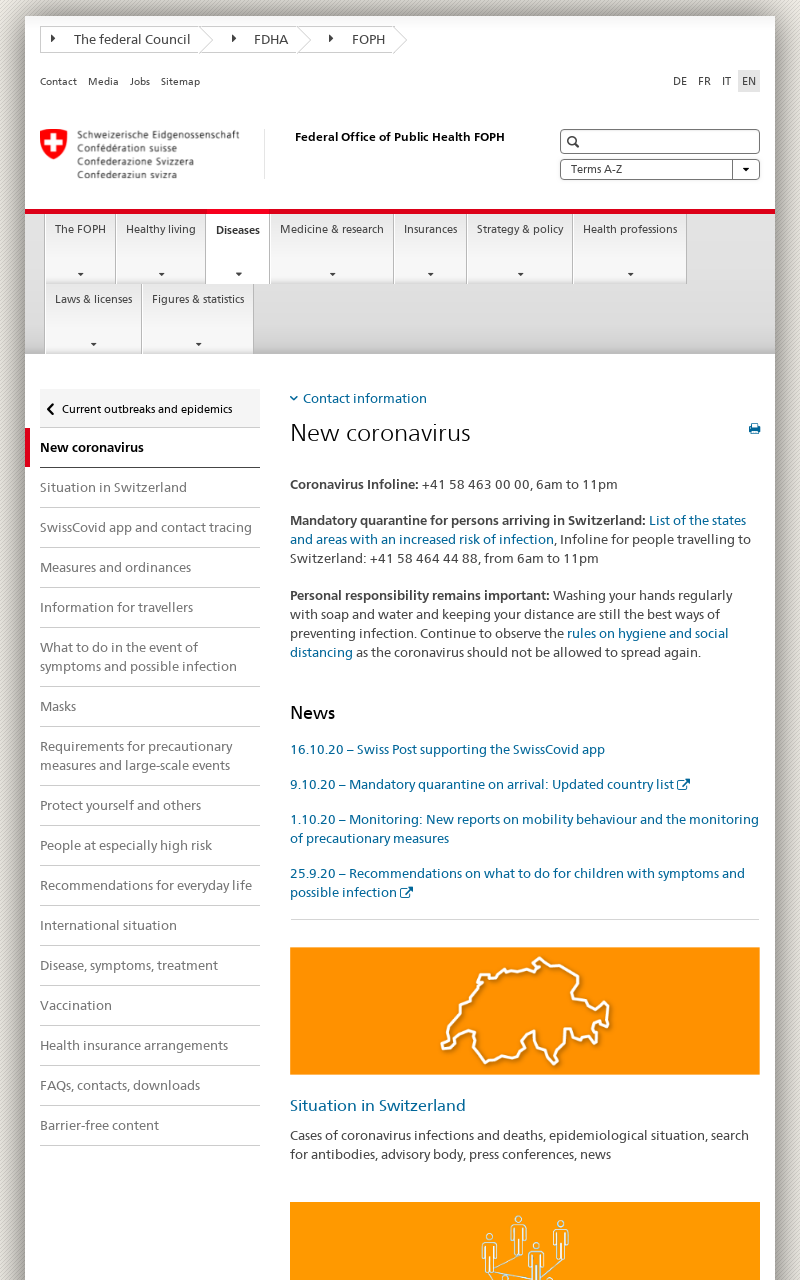 The federal Council FDHA FOPH
Contact Media Jobs Sitemap
DE FR IT EN
Schweizerische Eidgenossenschaft
Confédération suisse
Confederazione Svizzera
Confederaziun svizra
Federal Office of Public Health FOPH
Terms A-Z
The FOPH Healthy living Diseases Medicine & research Insurances Strategy & policy Health professions
Laws & licenses Figures & statistics
Current outbreaks and epidemics
New coronavirus
Situation in Switzerland
SwissCovid app and contact tracing
Measures and ordinances
Information for travellers
What to do in the event of
symptoms and possible infection
Masks
Requirements for precautionary
measures and large-scale events
Protect yourself and others
People at especially high risk
Recommendations for everyday life
International situation
Disease, symptoms, treatment
Vaccination
Health insurance arrangements
FAQs, contacts, downloads
Barrier-free content
Contact information
New coronavirus
Coronavirus Infoline: +41 58 463 00 00, 6am to 11pm
Mandatory quarantine for persons arriving in Switzerland: List of the states
and areas with an increased risk of infection, Infoline for people travelling to
Switzerland: +41 58 464 44 88, from 6am to 11pm
Personal responsibility remains important: Washing your hands regularly
with soap and water and keeping your distance are still the best ways of
preventing infection. Continue to observe the rules on hygiene and social
distancing as the coronavirus should not be allowed to spread again.
News
16.10.20 – Swiss Post supporting the SwissCovid app
9.10.20 – Mandatory quarantine on arrival: Updated country list
1.10.20 – Monitoring: New reports on mobility behaviour and the monitoring
of precautionary measures
25.9.20 – Recommendations on what to do for children with symptoms and
possible infection
Situation in Switzerland
Cases of coronavirus infections and deaths, epidemiological situation, search
for antibodies, advisory body, press conferences, news